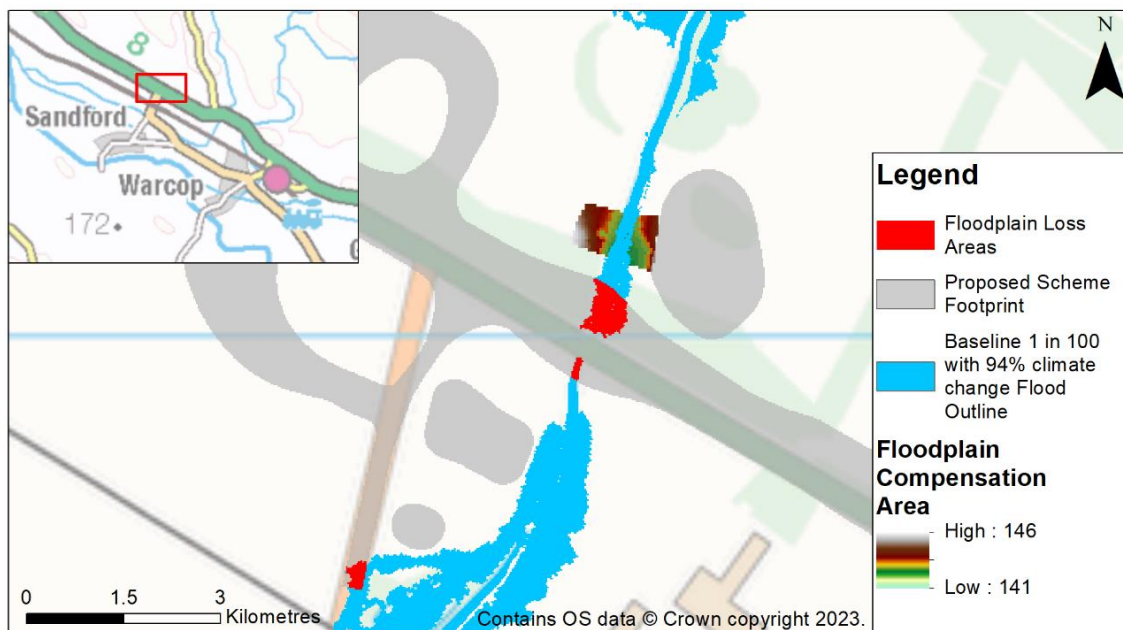 N
8
Sandford
Warcop
172
Legend
Floodplain Loss
Areas
Proposed Scheme
Footprint
Baseline 1 in 100
with 94% climate
change Flood
Outline
Floodplain
Compensation
Area
High : 146
Low : 141
0 1.5 3
Kilometres
Contains OS data © Crown copyright 2023.